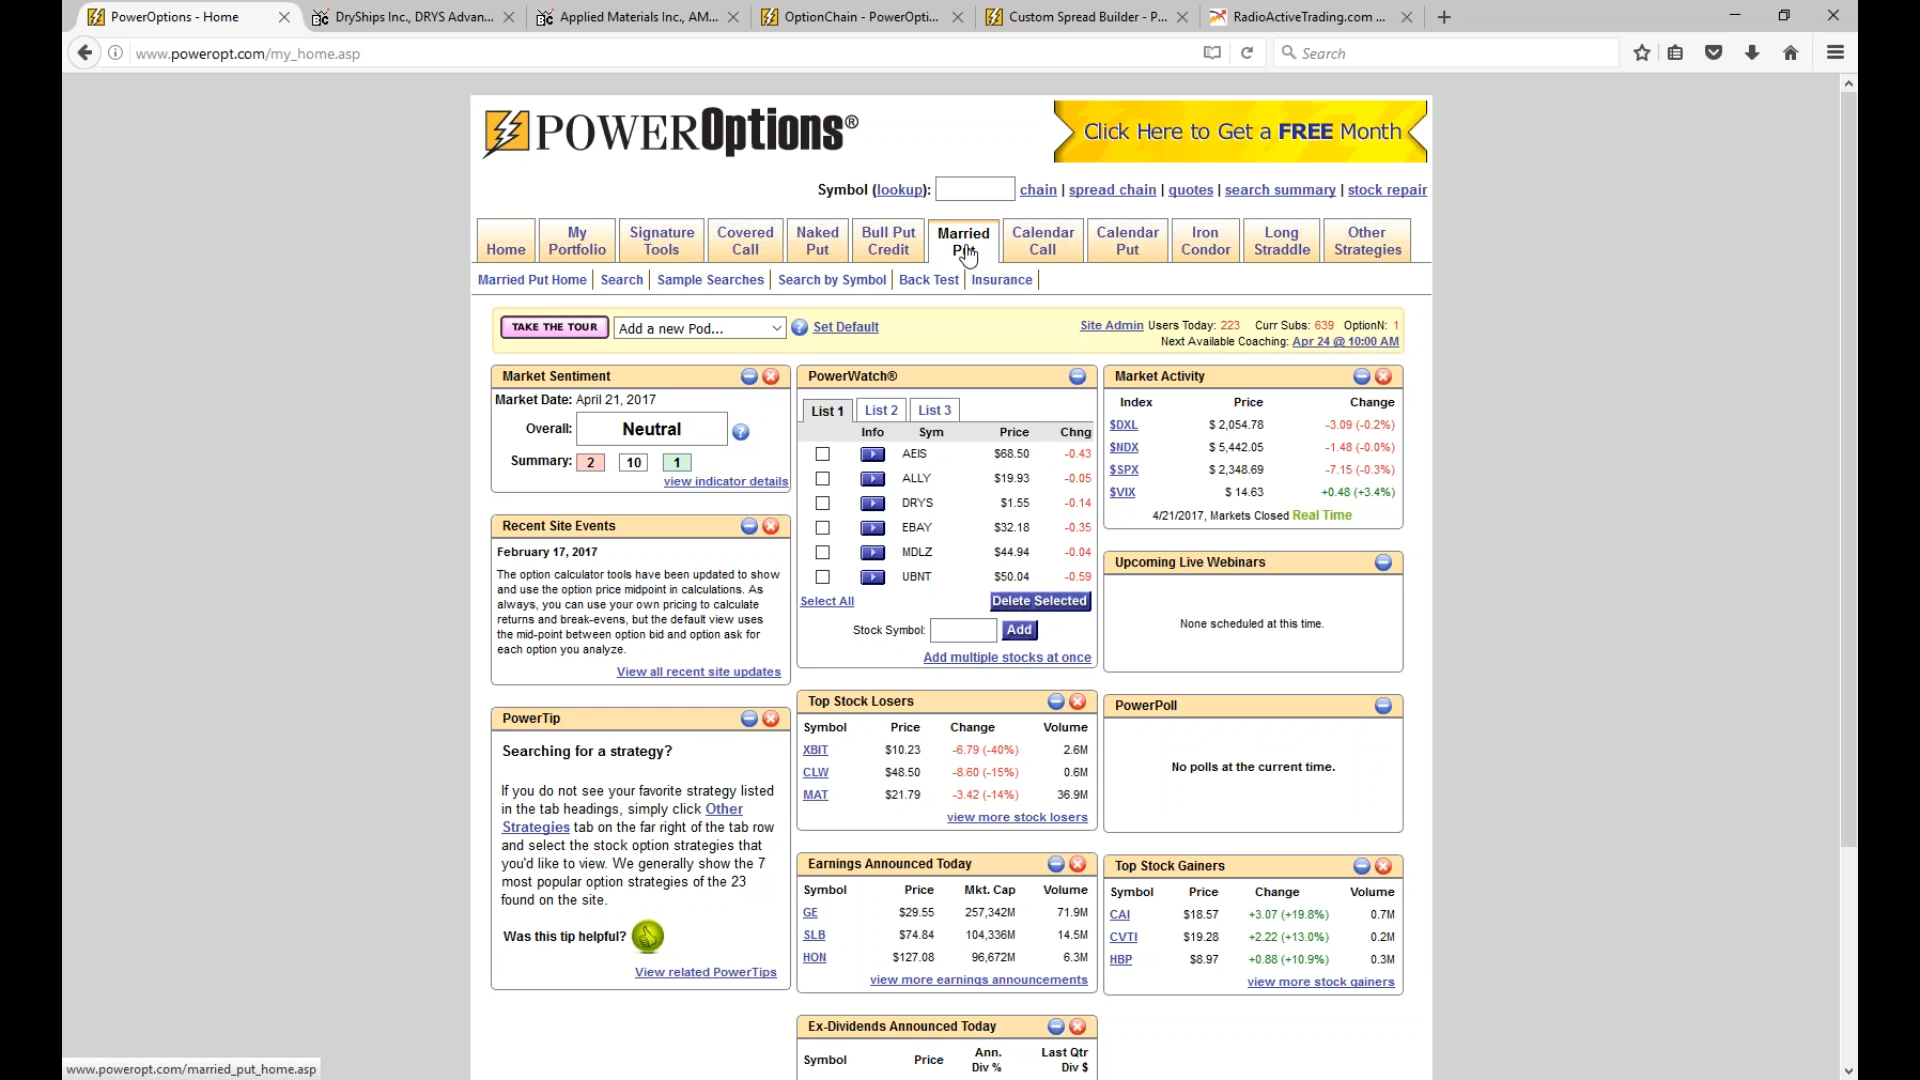 PowerOptions - Home
DryShips Inc., DRYS Advan...
Applied Materials Inc., AM...
OptionChain - PowerOpti...
Custom Spread Builder - P...
RadioActiveTrading.com ...
www.poweropt.com/my_home.asp
Search
POWEROptions®
Click Here to Get a FREE Month
Symbol (lookup): chain | spread chain | quotes | search summary | stock repair
Home
My Portfolio
Signature Tools
Covered Call
Naked Put
Bull Put Credit
Married
Calendar Call
Calendar Put
Iron Condor
Long Straddle
Other Strategies
Married Put Home | Search | Sample Searches | Search by Symbol | Back Test | Insurance
TAKE THE TOUR Add a new Pod... Set Default
Site Admin Users Today: 223 Curr Subs: 639 OptionN: 1
Next Available Coaching: Apr 24 @ 10:00 AM
Market Sentiment
Market Date: April 21, 2017
Overall: Neutral
Summary: 2 10 1
view indicator details
Recent Site Events
February 17, 2017
The option calculator tools have been updated to show
and use the option price midpoint in calculations. As
always, you can use your own pricing to calculate
returns and break-evens, but the default view uses
the mid-point between option bid and option ask for
each option you analyze.
View all recent site updates
PowerTip
Searching for a strategy?
If you do not see your favorite strategy listed
in the tab headings, simply click Other
Strategies tab on the far right of the tab row
and select the stock option strategies that
you'd like to view. We generally show the 7
most popular option strategies of the 23
found on the site.
Was this tip helpful?
View related PowerTips
PowerWatch®
List 1 List 2 List 3
Info Sym Price Chng
AEIS $68.50 -0.43
ALLY $19.93 -0.05
DRYS $1.55 -0.14
EBAY $32.18 -0.35
MDLZ $44.94 -0.04
UBNT $50.04 -0.59
Select All Delete Selected
Stock Symbol: Add
Add multiple stocks at once
Top Stock Losers
Symbol Price Change Volume
XBIT $10.23 -6.79 (-40%) 2.6M
CLW $48.50 -8.60 (-15%) 0.6M
MAT $21.79 -3.42 (-14%) 36.9M
view more stock losers
Earnings Announced Today
Symbol Price Mkt. Cap Volume
GE $29.55 257,342M 71.9M
SLB $74.84 104,336M 14.5M
HON $127.08 96,672M 6.3M
view more earnings announcements
Ex-Dividends Announced Today
Symbol Price Ann. Div % Last Qtr Div $
Market Activity
Index Price Change
$DXL $ 2,054.78 -3.09 (-0.2%)
$NDX $ 5,442.05 -1.48 (-0.0%)
$SPX $ 2,348.69 -7.15 (-0.3%)
$VIX $ 14.63 +0.48 (+3.4%)
4/21/2017, Markets Closed Real Time
Upcoming Live Webinars
None scheduled at this time.
PowerPoll
No polls at the current time.
Top Stock Gainers
Symbol Price Change Volume
CAI $18.57 +3.07 (+19.8%) 0.7M
CVTI $19.28 +2.22 (+13.0%) 0.2M
HBP $8.97 +0.88 (+10.9%) 0.3M
view more stock gainers
www.poweropt.com/married_put_home.asp